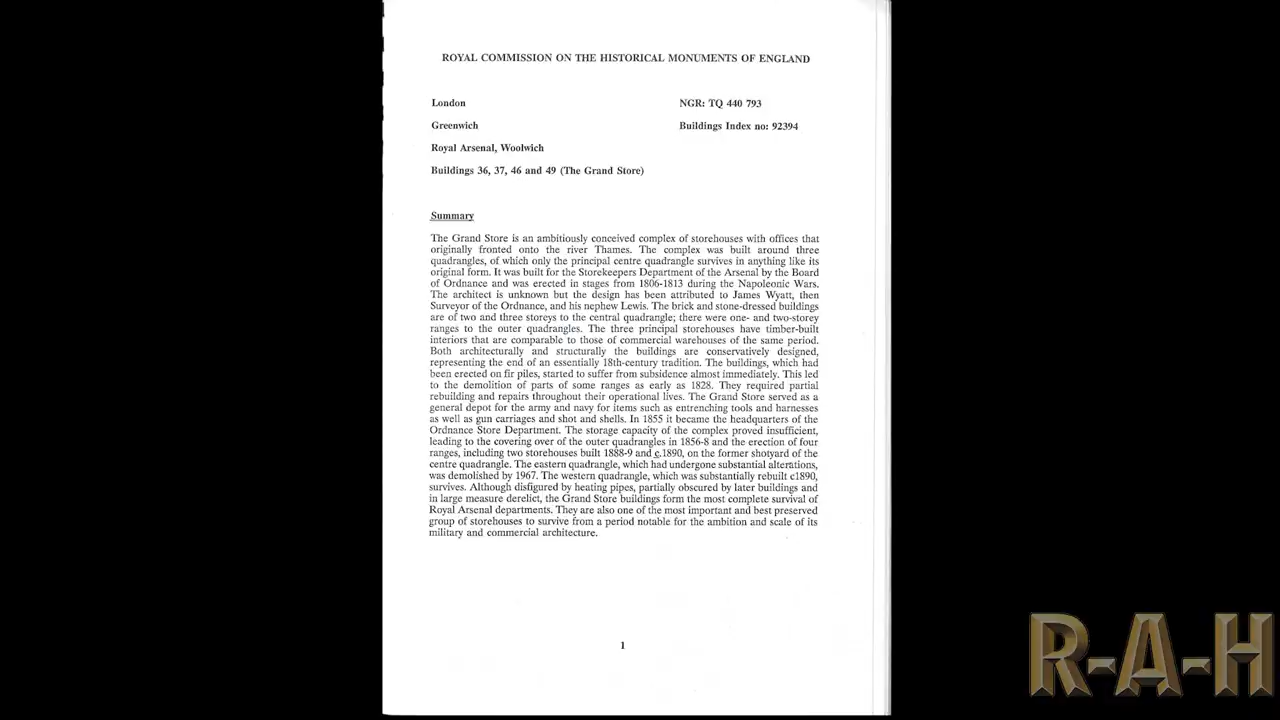 ROYAL COMMISSION ON THE HISTORICAL MONUMENTS OF ENGLAND
London
NGR: TQ 440 793
Greenwich
Buildings Index no: 92394
Royal Arsenal, Woolwich
Buildings 36, 37, 46 and 49 (The Grand Store)
Summary
The Grand Store is an ambitiously conceived complex of storehouses with offices that
originally fronted onto the river Thames. The complex was built around three
quadrangles, of which only the principal centre quadrangle survives in anything like its
original form. It was built for the Storekeepers Department of the Arsenal by the Board
of Ordnance and was erected in stages from 1806-1813 during the Napoleonic Wars.
The architect is unknown but the design has been attributed to James Wyatt, then
Surveyor of the Ordnance, and his nephew Lewis. The brick and stone-dressed buildings
are of two and three storeys to the central quadrangle; there were one- and two-storey
ranges to the outer quadrangles. The three principal storehouses have timber-built
interiors that are comparable to those of commercial warehouses of the same period.
Both architecturally and structurally the buildings are conservatively designed,
representing the end of an essentially 18th-century tradition. The buildings, which had
been erected on fir piles, started to suffer from subsidence almost immediately. This led
to the demolition of parts of some ranges as early as 1828. They required partial
rebuilding and repairs throughout their operational lives. The Grand Store served as a
general depot for the army and navy for items such as entrenching tools and harnesses
as well as gun carriages and shot and shells. In 1855 it became the headquarters of the
Ordnance Store Department. The storage capacity of the complex proved insufficient,
leading to the covering over of the outer quadrangles in 1856-8 and the erection of four
ranges, including two storehouses built 1888-9 and c.1890, on the former shotyard of the
centre quadrangle. The eastern quadrangle, which had undergone substantial alterations,
was demolished by 1967. The western quadrangle, which was substantially rebuilt c1890,
survives. Although disfigured by heating pipes, partially obscured by later buildings and
in large measure derelict, the Grand Store buildings form the most complete survival of
Royal Arsenal departments. They are also one of the most important and best preserved
group of storehouses to survive from a period notable for the ambition and scale of its
military and commercial architecture.
1
R-A-H